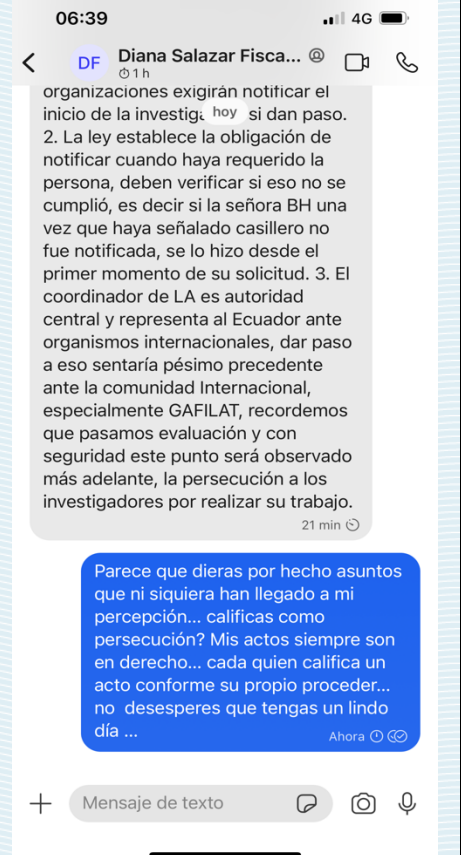 06:39
4G
DF
Diana Salazar Fisca...
1 h
organizaciones exigirán notificar el
inicio de la investiga
hoy
si dan paso.
2. La ley establece la obligación de
notificar cuando haya requerido la
persona, deben verificar si eso no se
cumplió, es decir si la señora BH una
vez que haya señalado casillero no
fue notificada, se lo hizo desde el
primer momento de su solicitud. 3. El
coordinador de LA es autoridad
central y representa al Ecuador ante
organismos internacionales, dar paso
a eso sentaría pésimo precedente
ante la comunidad Internacional,
especialmente GAFILAT, recordemos
que pasamos evaluación y con
seguridad este punto será observado
más adelante, la persecución a los
investigadores por realizar su trabajo.
21 min
Parece que dieras por hecho asuntos
que ni siquiera han llegado a mi
percepción... calificas como
persecución? Mis actos siempre son
en derecho... cada quien califica un
acto conforme su propio proceder...
no desesperes que tengas un lindo
día ...
Ahora
Mensaje de texto